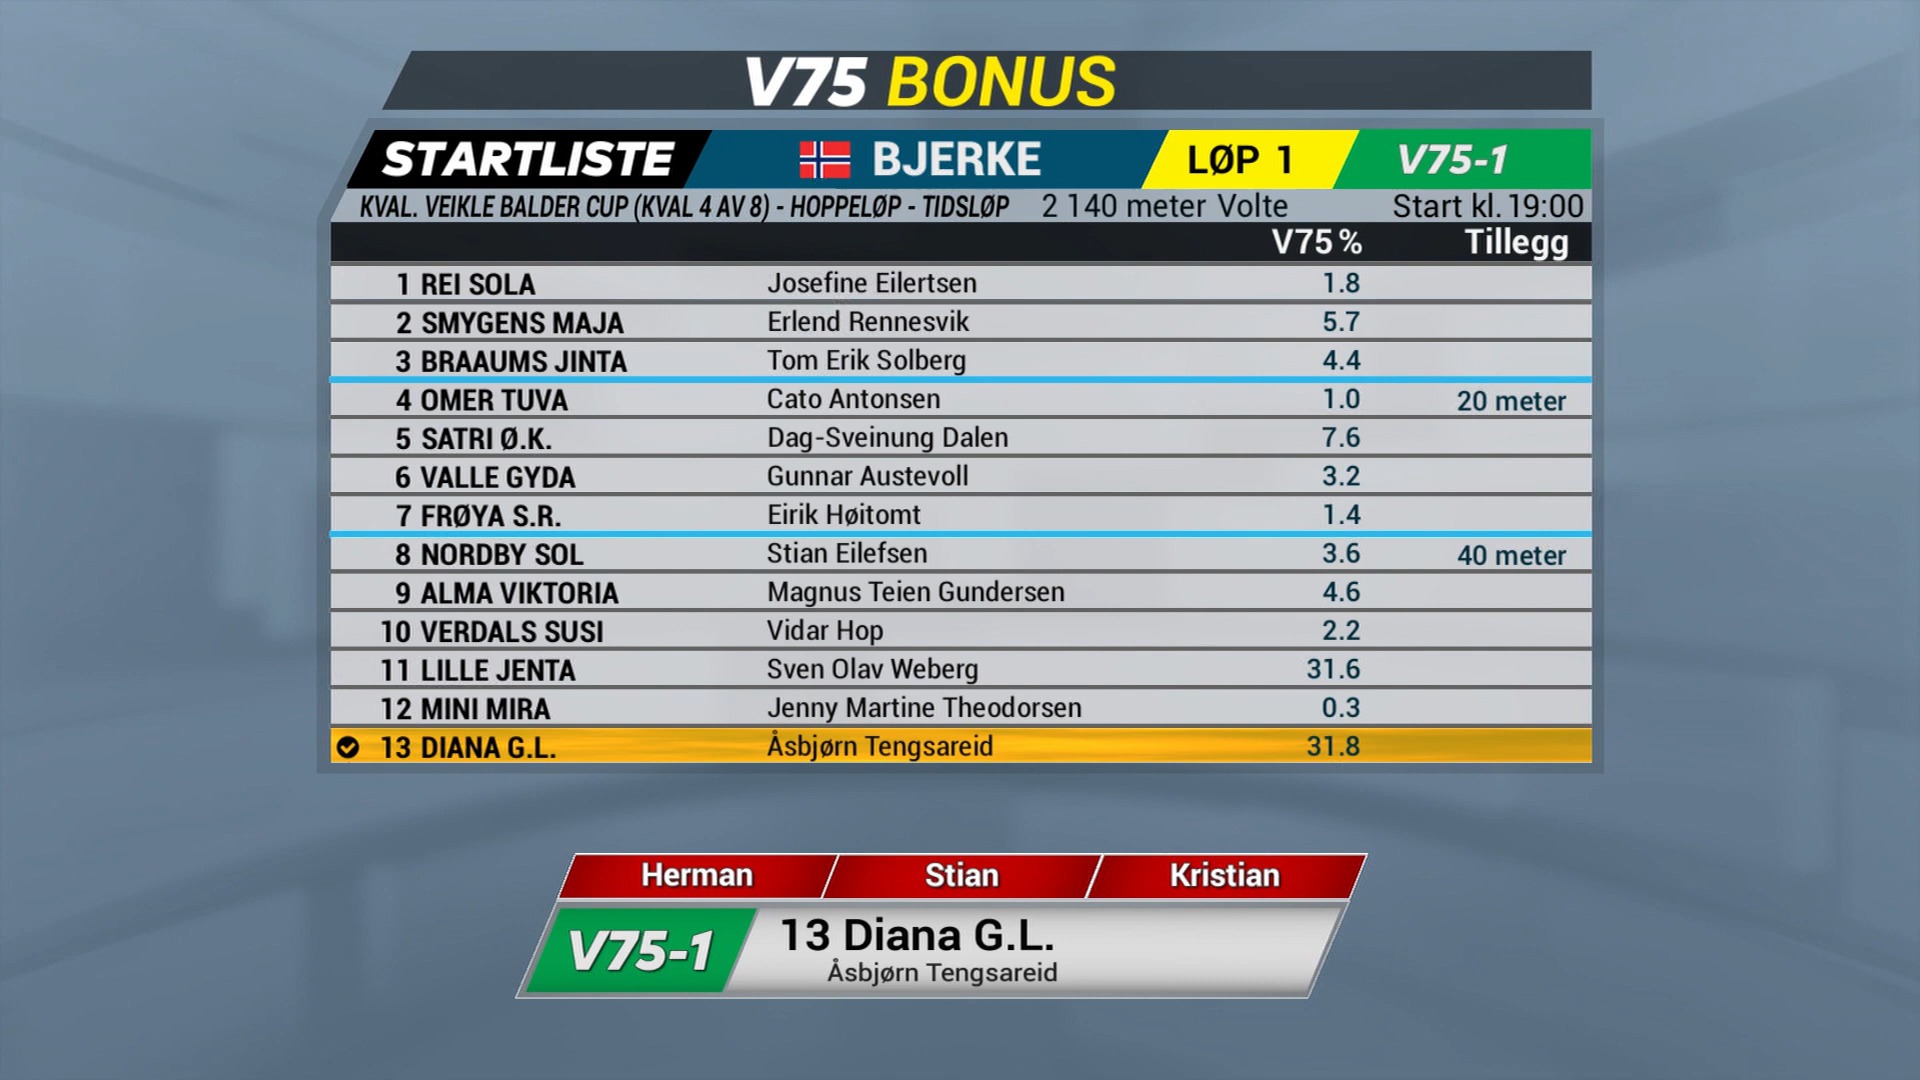 V75 BONUS
STARTLISTE BJERKE LØP 1 V75-1
KVAL. VEIKLE BALDER CUP (KVAL 4 AV 8) - HOPPELØP - TIDSLØP 2 140 meter Volte Start kl. 19:00
V75 % Tillegg
1 REI SOLA Josefine Eilertsen 1.8
2 SMYGENS MAJA Erlend Rennesvik 5.7
3 BRAAUMS JINTA Tom Erik Solberg 4.4
4 OMER TUVA Cato Antonsen 1.0 20 meter
5 SATRI Ø.K. Dag-Sveinung Dalen 7.6
6 VALLE GYDA Gunnar Austevoll 3.2
7 FRØYA S.R. Eirik Høitomt 1.4
8 NORDBY SOL Stian Eilefsen 3.6 40 meter
9 ALMA VIKTORIA Magnus Teien Gundersen 4.6
10 VERDALS SUSI Vidar Hop 2.2
11 LILLE JENTA Sven Olav Weberg 31.6
12 MINI MIRA Jenny Martine Theodorsen 0.3
13 DIANA G.L. Åsbjørn Tengsareid 31.8
Herman Stian Kristian
V75-1 13 Diana G.L.
Åsbjørn Tengsareid